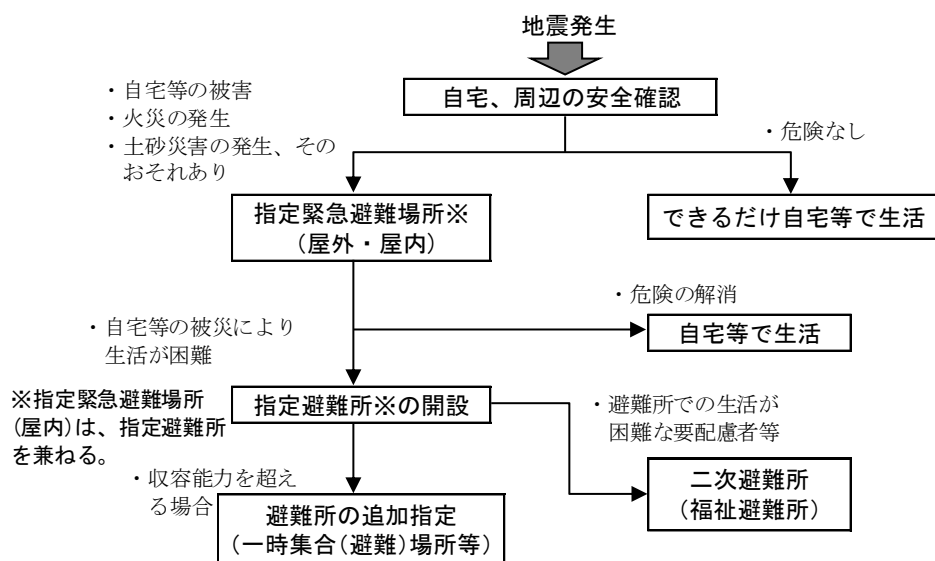 地震発生
自宅、周辺の安全確認
・自宅等の被害
・火災の発生
・土砂災害の発生、その
おそれあり
・危険なし
指定緊急避難場所※
（屋外・屋内）
できるだけ自宅等で生活
・危険の解消
・自宅等の被災により
生活が困難
自宅等で生活
※指定緊急避難場所
（屋内）は、指定避難所
を兼ねる。
指定避難所※の開設
・避難所での生活が
困難な要配慮者等
・収容能力を超え
る場合
二次避難所
（福祉避難所）
避難所の追加指定
（一時集合（避難）場所等）